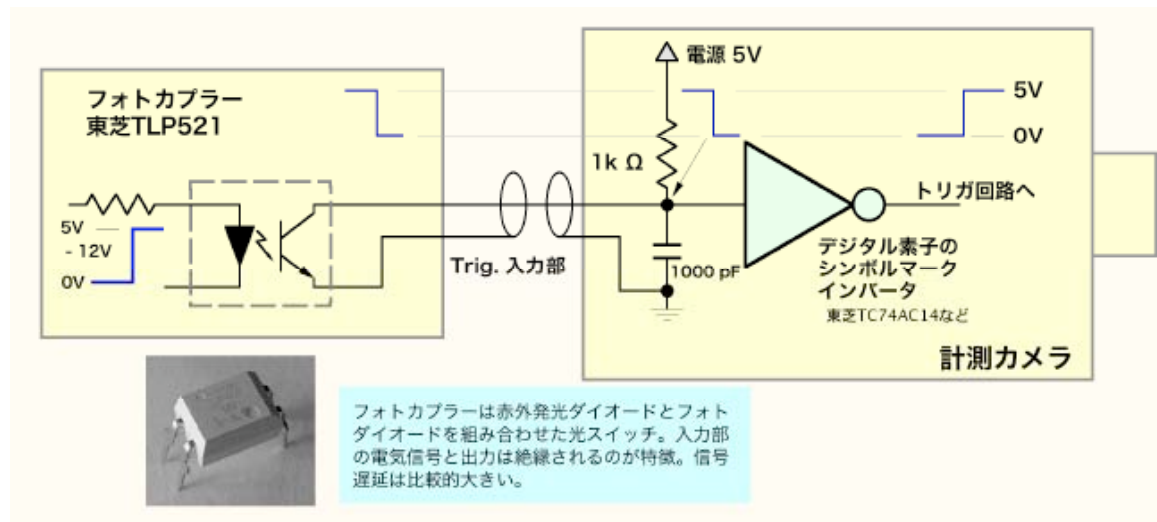 フォトカプラー
東芝TLP521
5V
- 12V
0V
Trig. 入力部
電源 5V
5V
0V
1k Ω
1000 pF
トリガ回路へ
デジタル素子の
シンボルマーク
インバータ
東芝TC74AC14など
計測カメラ
フォトカプラーは赤外発光ダイオードとフォト
ダイオードを組み合わせた光スイッチ。入力部
の電気信号と出力は絶縁されるのが特徴。信号
遅延は比較的大きい。